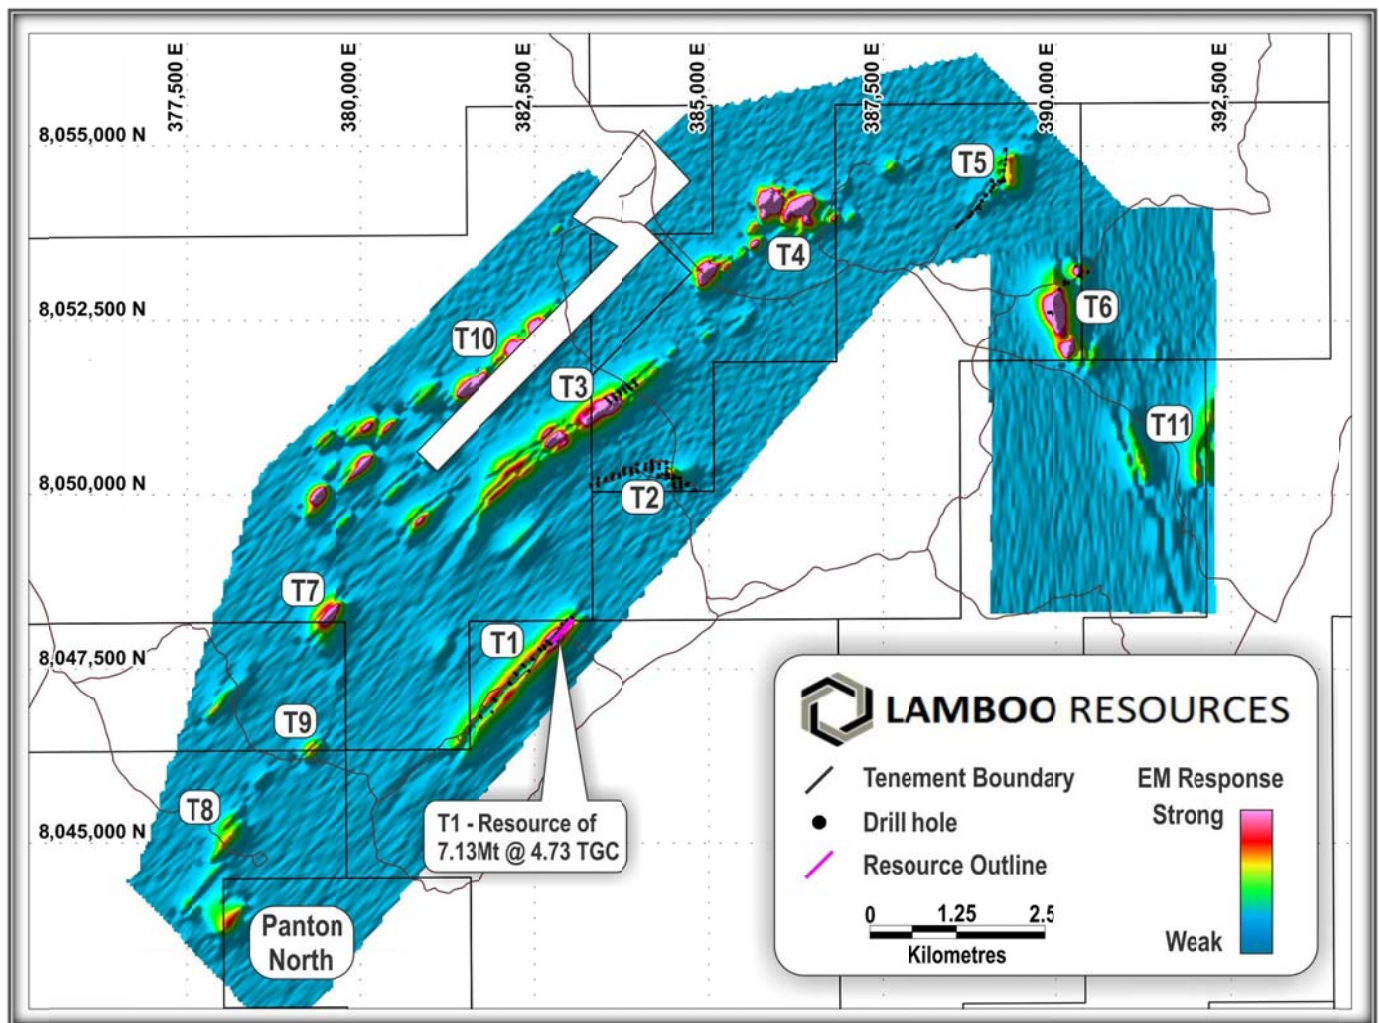 377,500 E
380,000 E
382,500 E
385,000 E
387,500 E
390,000 E
392,500 E
8,055,000 N
8,052,500 N
8,050,000 N
8,047,500 N
8,045,000 N
T5
T4
T6
T10
T3
T11
T2
T7
T1
T9
T8
T1 - Resource of
7.13Mt @ 4.73 TGC
Panton
North
LAMBOO RESOURCES
Tenement Boundary
Drill hole
Resource Outline
EM Response
Strong
Weak
0 1.25 2.5
Kilometres